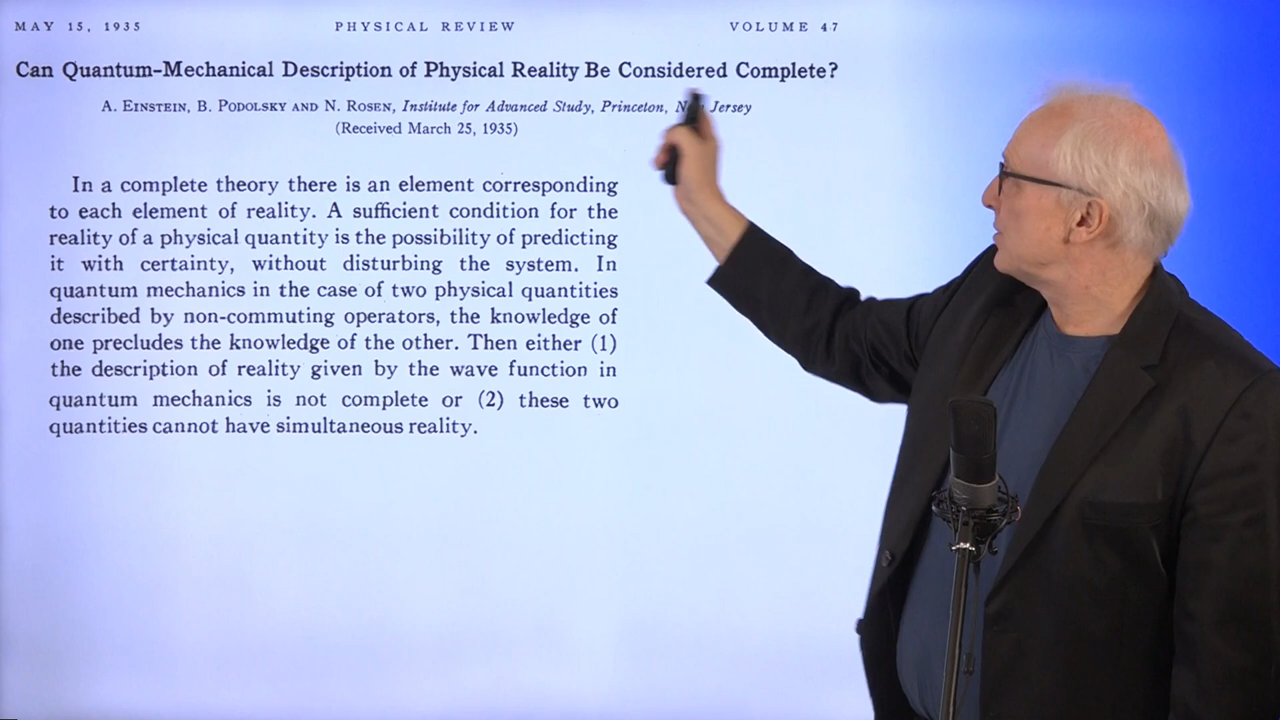 MAY 15, 1935 PHYSICAL REVIEW VOLUME 47
Can Quantum-Mechanical Description of Physical Reality Be Considered Complete?
A. EINSTEIN, B. PODOLSKY AND N. ROSEN, Institute for Advanced Study, Princeton, Jersey
(Received March 25, 1935)
In a complete theory there is an element corresponding
to each element of reality. A sufficient condition for the
reality of a physical quantity is the possibility of predicting
it with certainty, without disturbing the system. In
quantum mechanics in the case of two physical quantities
described by non-commuting operators, the knowledge of
one precludes the knowledge of the other. Then either (1)
the description of reality given by the wave function in
quantum mechanics is not complete or (2) these two
quantities cannot have simultaneous reality.